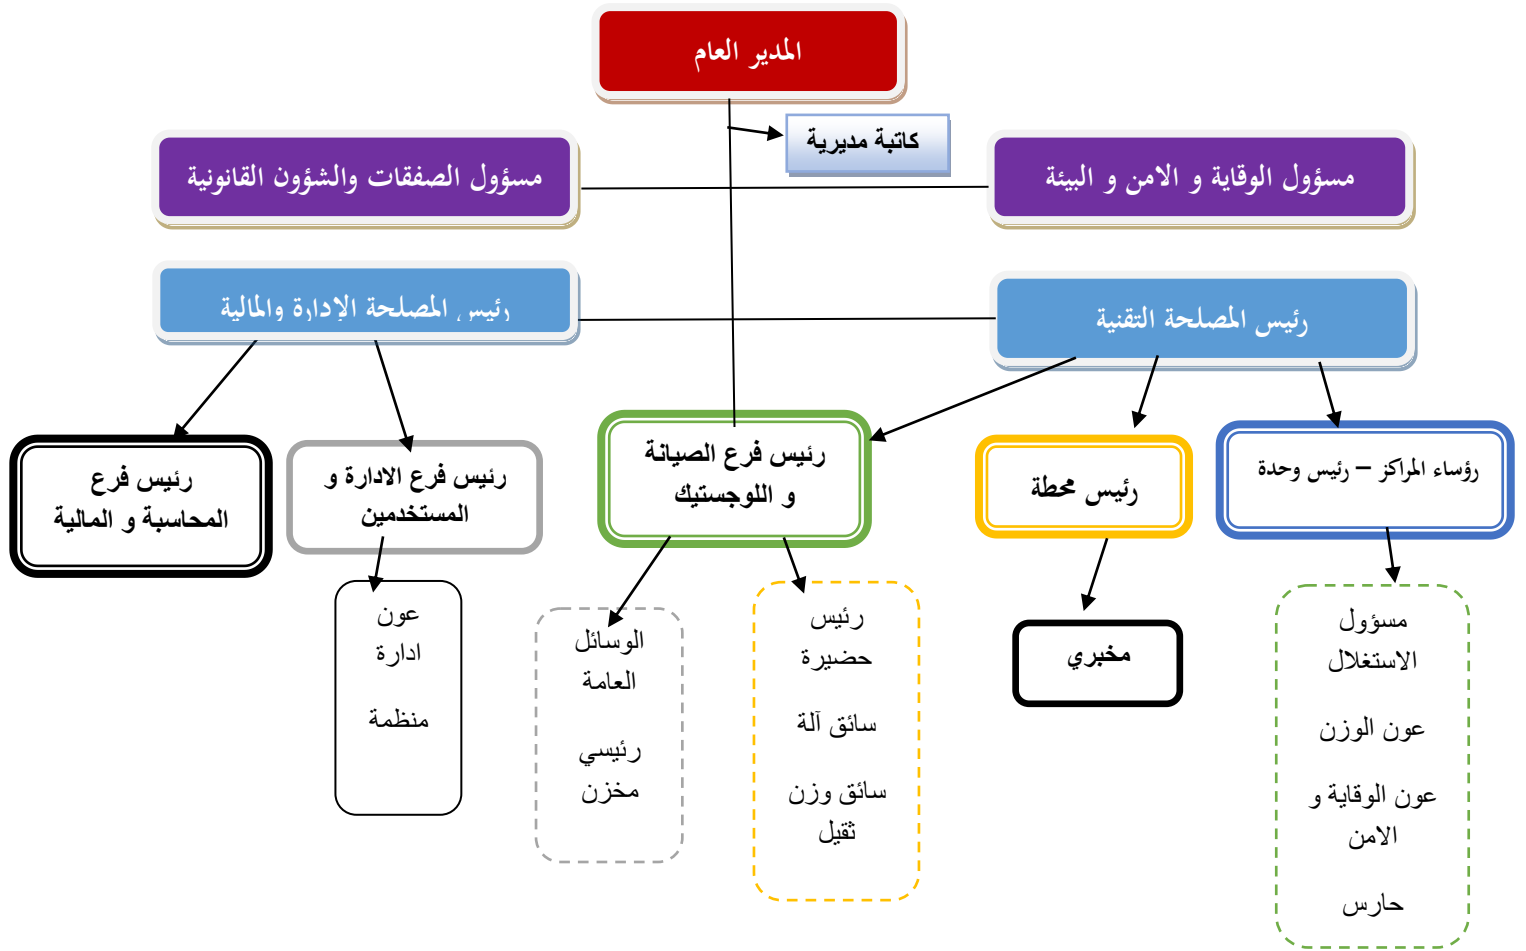 المدير العام
كاتبة مديرية
مسؤول الوقاية و الامن و البيئة
مسؤول الصفقات والشؤون القانونية
رئيس المصلحة التقنية
رئيس المصلحة الإدارة والمالية
رؤساء المراكز – رئيس وحدة
رئيس محطة
رئيس فرع الصيانة
و اللوجستيك
رئيس فرع الادارة و
المستخدمين
رئيس فرع
المحاسبة و المالية
مسؤول
الاستغلال
عون الوزن
عون الوقاية و
الامن
حارس
مخبري
رئيس
حضيرة
سائق آلة
سائق وزن
ثقيل
الوسائل
العامة
رئيسي
مخزن
عون
ادارة
منظمة